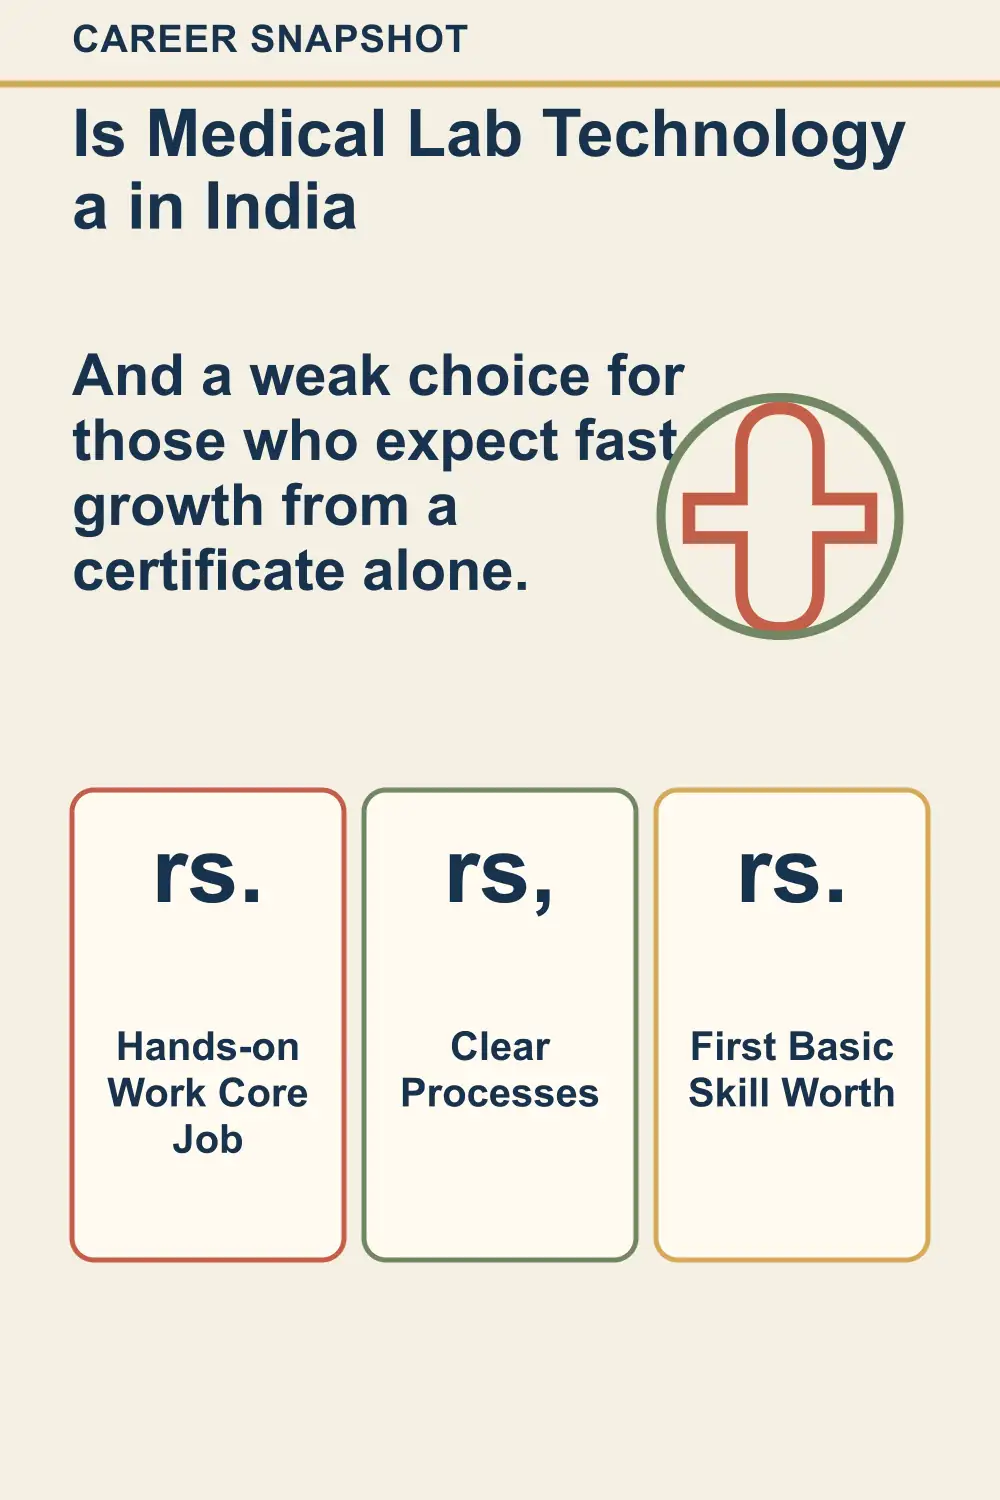 CAREER SNAPSHOT
Is Medical Lab Technology
a in India
And a weak choice for
those who expect fast
growth from a
certificate alone.
rs.
Hands-on
Work Core
Job
rs,
Clear
Processes
rs.
First Basic
Skill Worth